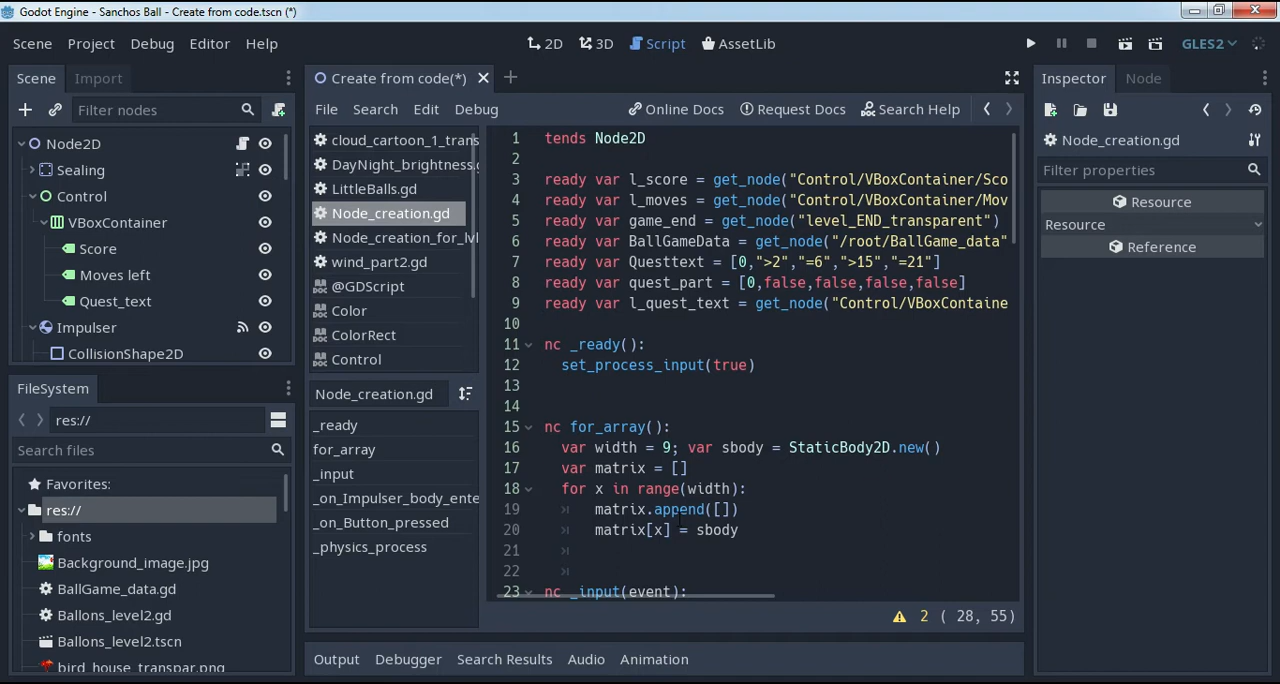 Godot Engine - Sanchos Ball - Create from code.tscn (*)
Scene Project Debug Editor Help
2D 3D Script AssetLib
GLES2
Scene Import
Filter nodes
Node2D
Sealing
Control
VBoxContainer
Score
Moves left
Quest_text
Impulser
CollisionShape2D
FileSystem
res://
Search files
Favorites:
res://
fonts
Background_image.jpg
BallGame_data.gd
Ballons_level2.gd
Ballons_level2.tscn
bird_house_transpar.png
Create from code(*)
File Search Edit Debug
Online Docs Request Docs Search Help
cloud_cartoon_1_trans
DayNight_brightness.g
LittleBalls.gd
Node_creation.gd
Node_creation_for_lvl
wind_part2.gd
@GDScript
Color
ColorRect
Control
Node_creation.gd
_ready
for_array
_input
_on_Impulser_body_ente
_on_Button_pressed
_physics_process
1 tends Node2D
2
3 ready var l_score = get_node("Control/VBoxContainer/Sco
4 ready var l_moves = get_node("Control/VBoxContainer/Mov
5 ready var game_end = get_node("level_END_transparent")
6 ready var BallGameData = get_node("/root/BallGame_data"
7 ready var Questtext = [0,">2","=6",">15","=21"]
8 ready var quest_part = [0,false,false,false,false]
9 ready var l_quest_text = get_node("Control/VBoxContaine
10
11 nc _ready():
12 set_process_input(true)
13
14
15 nc for_array():
16 var width = 9; var sbody = StaticBody2D.new()
17 var matrix = []
18 for x in range(width):
19 matrix.append([])
20 matrix[x] = sbody
21
22
23 nc _input(event):
2 ( 28, 55)
Output Debugger Search Results Audio Animation
Inspector Node
Node_creation.gd
Filter properties
Resource
Resource
Reference